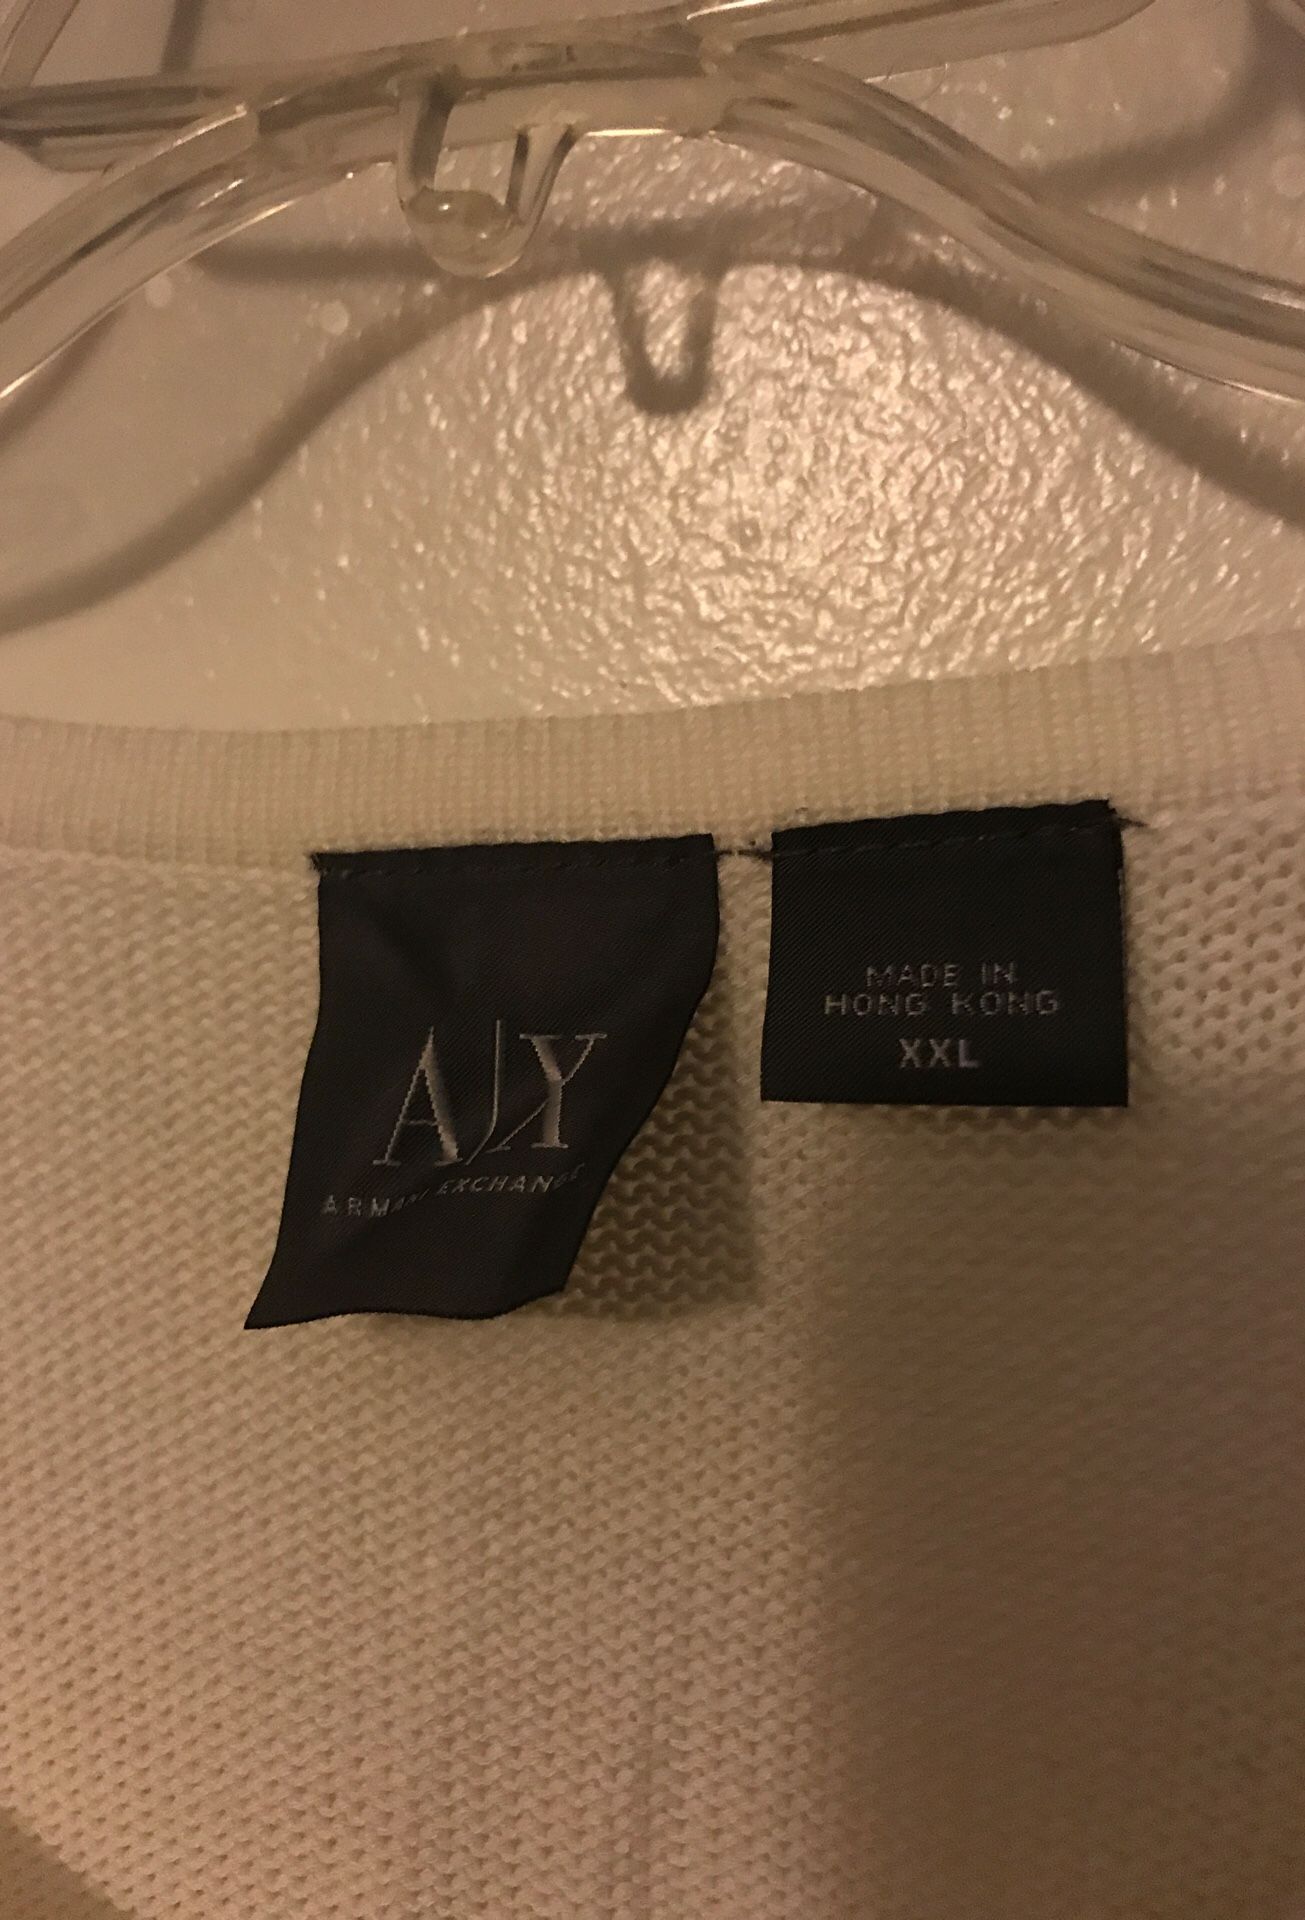 A|X
ARMANI EXCHANGE
MADE IN
HONG KONG
XXL